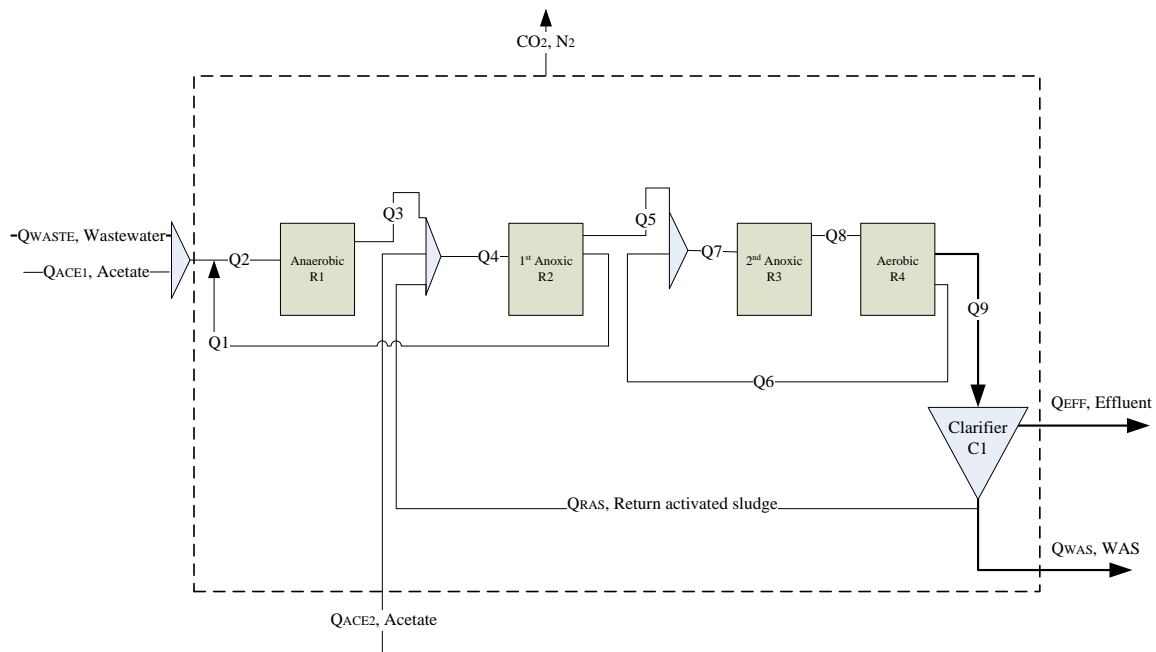 CO2, N2
Q3
Q5
QWASTE, Wastewater
QACE1, Acetate
Q2
Anaerobic
R1
Q4
1st Anoxic
R2
Q7
2nd Anoxic
R3
Q8
Aerobic
R4
Q9
Q1
Q6
Clarifier
C1
QEFF, Effluent
QRAS, Return activated sludge
QWAS, WAS
QACE2, Acetate